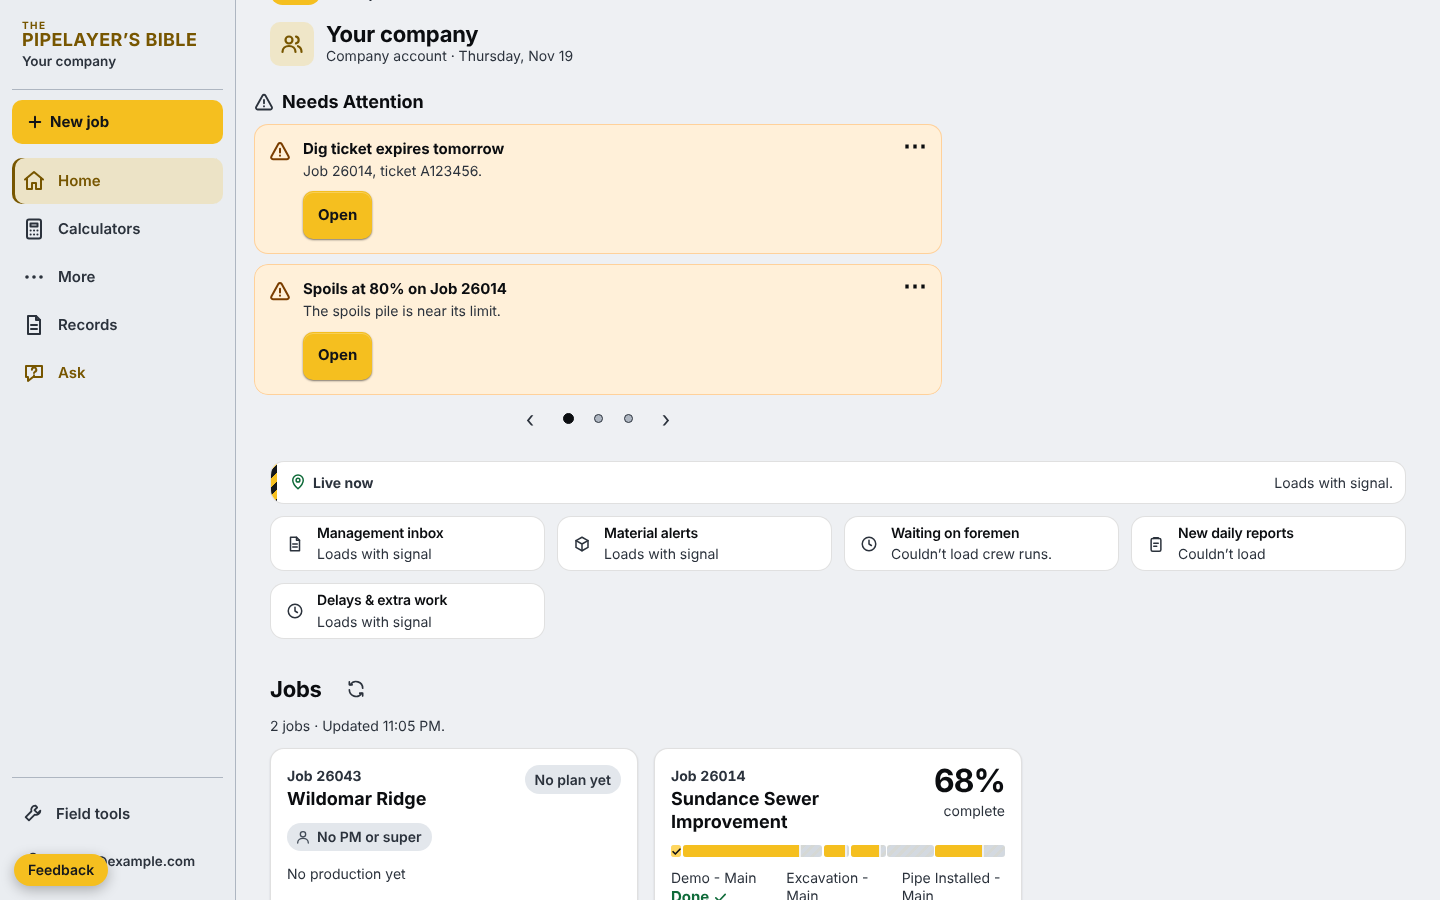 THE
PIPELAYER’S BIBLE
Your company
New job
Home
Calculators
More
Records
Ask
Field tools
@example.com
Feedback
Your company
Company account · Thursday, Nov 19
Needs Attention
Dig ticket expires tomorrow
Job 26014, ticket A123456.
Open
Spoils at 80% on Job 26014
The spoils pile is near its limit.
Open
Live now
Loads with signal.
Management inbox
Loads with signal
Material alerts
Loads with signal
Waiting on foremen
Couldn’t load crew runs.
New daily reports
Couldn’t load
Delays & extra work
Loads with signal
Jobs
2 jobs · Updated 11:05 PM.
Job 26043
No plan yet
Wildomar Ridge
No PM or super
No production yet
Job 26014
68%
Sundance Sewer
Improvement
complete
Demo - Main
Done
Excavation -
Main
Pipe Installed -
Main